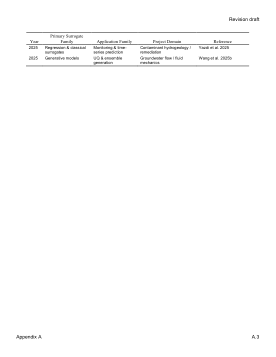 Revision draft
Year Primary Surrogate Family Application Family Project Domain Reference
2025 Regression & classical surrogates Monitoring & time-series prediction Contaminant hydrogeology / remediation Yazdi et al. 2025
2025 Generative models UQ & ensemble generation Groundwater flow / fluid mechanics Wang et al. 2025b
Appendix A A.3